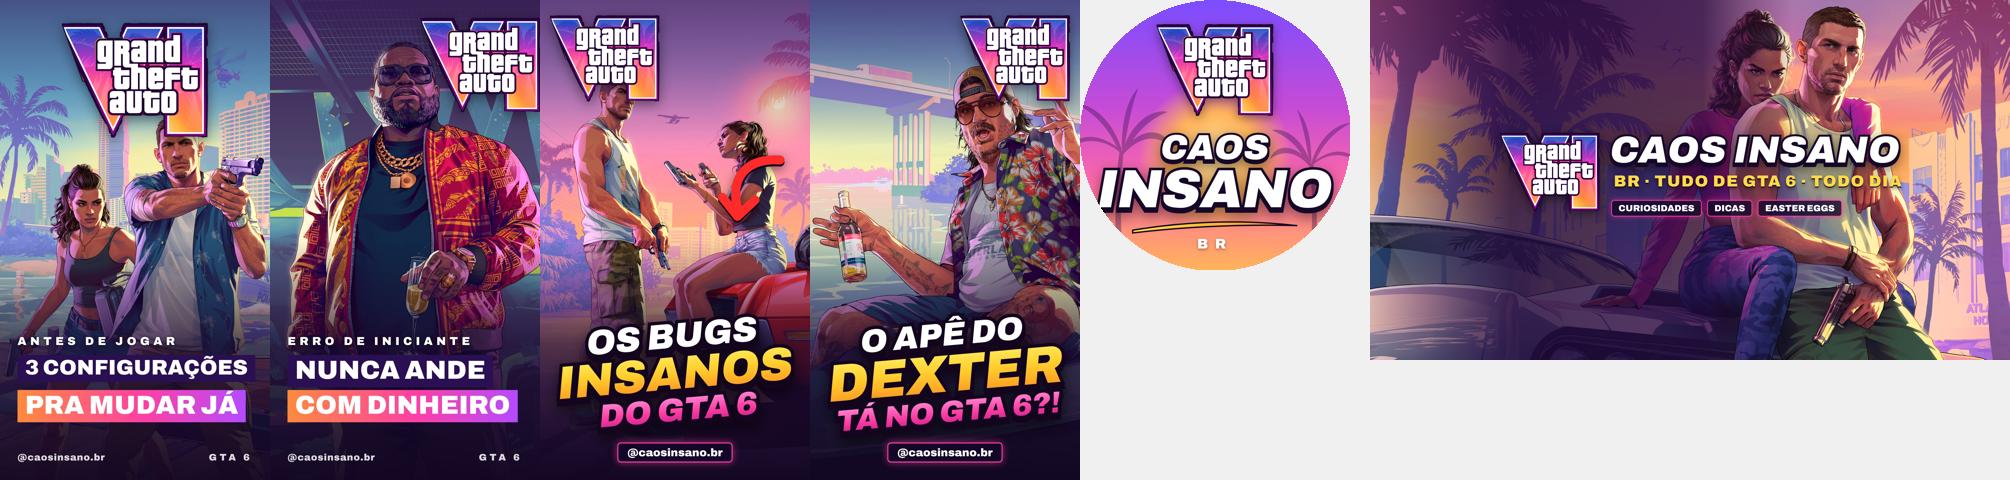 VI
grand
theft
auto
ANTES DE JOGAR
3 CONFIGURAÇÕES
PRA MUDAR JÁ
@caosinsano.br
GTA 6
VI
grand
theft
auto
ERRO DE INICIANTE
NUNCA ANDE
COM DINHEIRO
@caosinsano.br
GTA 6
VI
grand
theft
auto
OS BUGS
INSANOS
DO GTA 6
@caosinsano.br
VI
grand
theft
auto
O APÊ DO
DEXTER
TÁ NO GTA 6?!
@caosinsano.br
VI
grand
theft
auto
CAOS
INSANO
BR
VI
grand
theft
auto
CAOS INSANO
BR · TUDO DE GTA 6 · TODO DIA
CURIOSIDADES
DICAS
EASTER EGGS